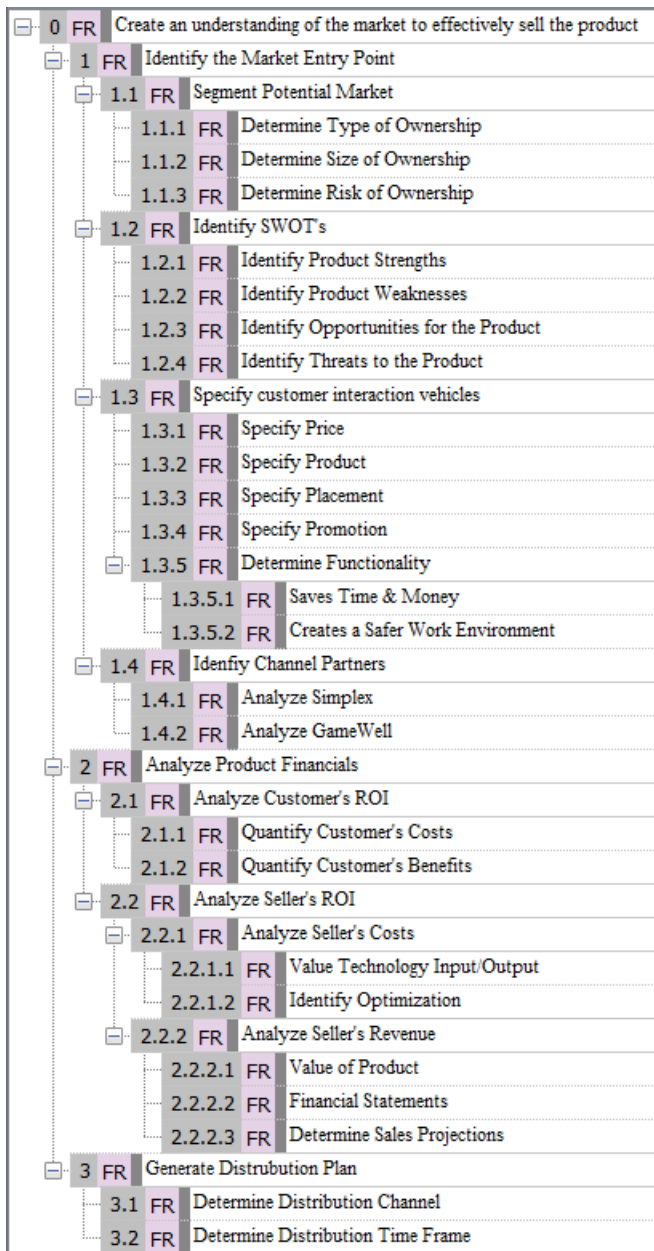 0 FR Create an understanding of the market to effectively sell the product
1 FR Identify the Market Entry Point
1.1 FR Segment Potential Market
1.1.1 FR Determine Type of Ownership
1.1.2 FR Determine Size of Ownership
1.1.3 FR Determine Risk of Ownership
1.2 FR Identify SWOT's
1.2.1 FR Identify Product Strengths
1.2.2 FR Identify Product Weaknesses
1.2.3 FR Identify Opportunities for the Product
1.2.4 FR Identify Threats to the Product
1.3 FR Specify customer interaction vehicles
1.3.1 FR Specify Price
1.3.2 FR Specify Product
1.3.3 FR Specify Placement
1.3.4 FR Specify Promotion
1.3.5 FR Determine Functionality
1.3.5.1 FR Saves Time & Money
1.3.5.2 FR Creates a Safer Work Environment
1.4 FR Idenfiy Channel Partners
1.4.1 FR Analyze Simplex
1.4.2 FR Analyze GameWell
2 FR Analyze Product Financials
2.1 FR Analyze Customer's ROI
2.1.1 FR Quantify Customer's Costs
2.1.2 FR Quantify Customer's Benefits
2.2 FR Analyze Seller's ROI
2.2.1 FR Analyze Seller's Costs
2.2.1.1 FR Value Technology Input/Output
2.2.1.2 FR Identify Optimization
2.2.2 FR Analyze Seller's Revenue
2.2.2.1 FR Value of Product
2.2.2.2 FR Financial Statements
2.2.2.3 FR Determine Sales Projections
3 FR Generate Distrubution Plan
3.1 FR Determine Distribution Channel
3.2 FR Determine Distribution Time Frame